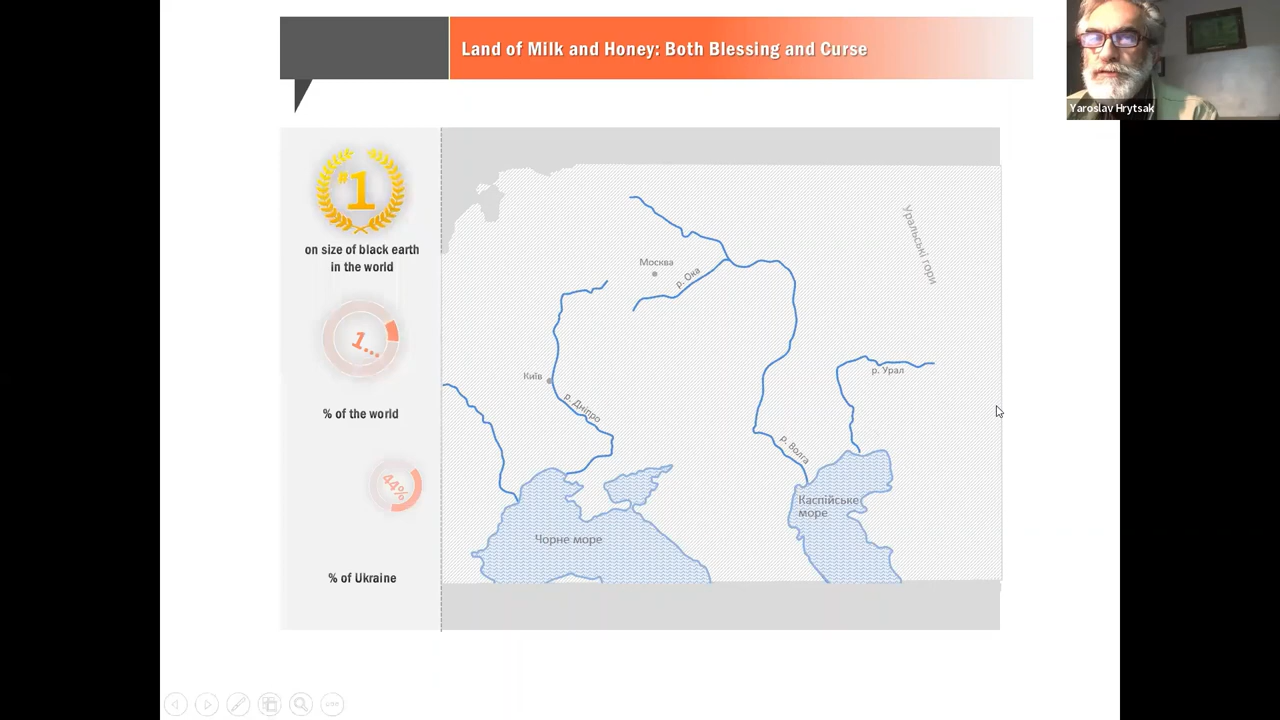 Land of Milk and Honey: Both Blessing and Curse
Yaroslav Hrytsak
#1
on size of black earth
in the world
1...
% of the world
44%
% of Ukraine
Уральські гори
Москва
р. Ока
Київ
р. Дніпро
р. Урал
р. Волга
Каспійське
море
Чорне море